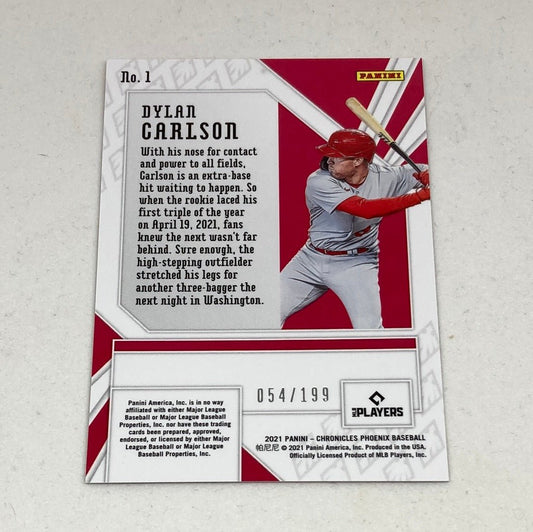 No. 1
PANINI
DYLAN
CARLSON
With his nose for contact
and power to all fields,
Carlson is an extra-base
hit waiting to happen. So
when the rookie laced his
first triple of the year
on April 19, 2021, fans
knew the next wasn't far
behind. Sure enough, the
high-stepping outfielder
stretched his legs for
another three-bagger the
next night in Washington.
054/199
MLB PLAYERS
Panini America, Inc. is in no way
affiliated with either Major League
Baseball or Major League Baseball
Properties, Inc. nor have these trading
cards been prepared, approved,
endorsed, or licensed by either Major
League Baseball or Major League
Baseball Properties, Inc.
2021 PANINI – CHRONICLES PHOENIX BASEBALL
帕尼尼 © 2021 Panini America, Inc. Produced in the USA.
Officially Licensed Product of MLB Players, Inc.